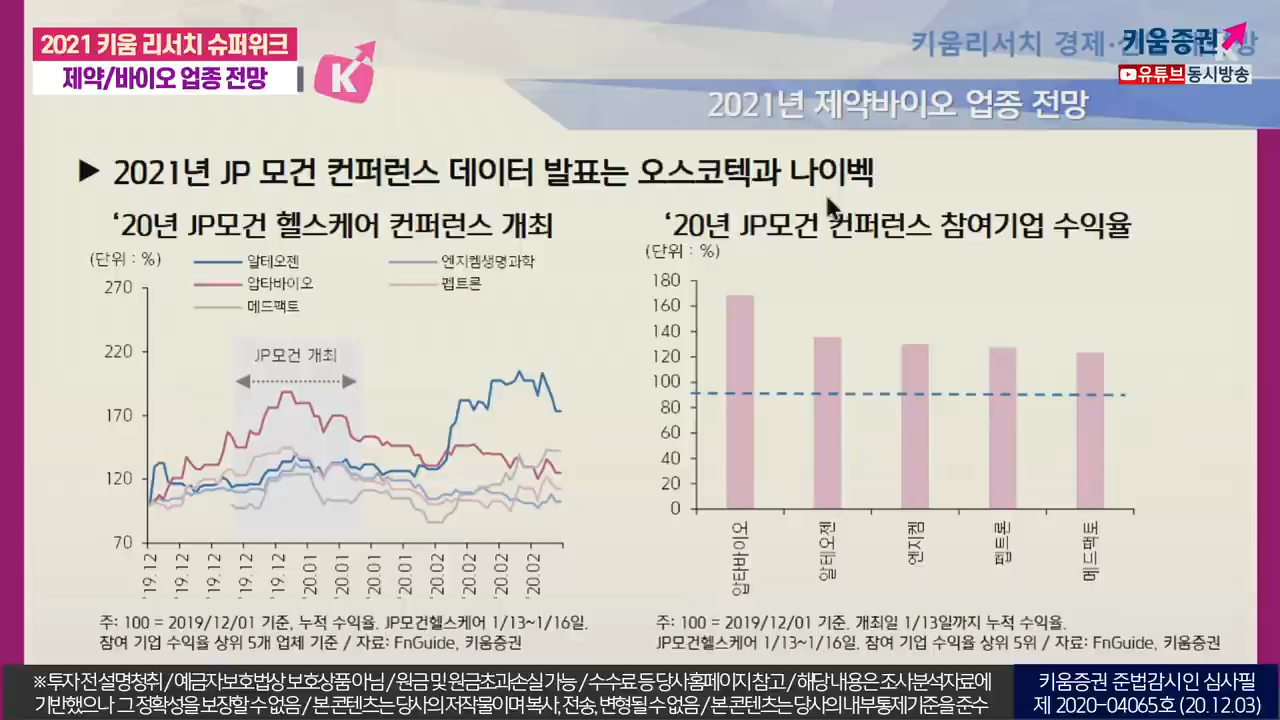 2021 키움 리서치 슈퍼위크
제약/바이오 업종 전망
K
키움리서치 경제·
키움증권
유튜브동시방송
2021년 제약바이오 업종 전망
▶ 2021년 JP 모건 컨퍼런스 데이터 발표는 오스코텍과 나이벡
‘20년 JP모건 헬스케어 컨퍼런스 개최
(단위 : %)
알테오젠
엔지켐생명과학
압타바이오
펩트론
메드팩토
270
220
170
120
70
JP모건 개최
'19.12
'19.12
'19.12
'19.12
'19.12
'20.01
'20.01
'20.01
'20.01
'20.02
'20.02
'20.02
'20.02
주: 100 = 2019/12/01 기준, 누적 수익율. JP모건헬스케어 1/13~1/16일.
참여 기업 수익율 상위 5개 업체 기준 / 자료: FnGuide, 키움증권
‘20년 JP모건 컨퍼런스 참여기업 수익율
(단위 : %)
180
160
140
120
100
80
60
40
20
0
압타바이오
알테오젠
엔지켐
펩트론
메드팩토
주: 100 = 2019/12/01 기준. 개최일 1/13일까지 누적 수익율.
JP모건헬스케어 1/13~1/16일. 참여 기업 수익율 상위 5위 / 자료: FnGuide, 키움증권
※ 투자 전 설명청취 / 예금자보호법상 보호상품 아님 / 원금 및 원금초과손실 가능 / 수수료 등 당사홈페이지 참고 / 해당 내용은 조사분석자료에
기반했으나 그 정확성을 보장할 수 없음 / 본 콘텐츠는 당사의 저작물이며 복사, 전송, 변형될 수 없음 / 본 콘텐츠는 당사의 내부통제기준을 준수
키움증권 준법감시인 심사필
제 2020-04065호 (20.12.03)